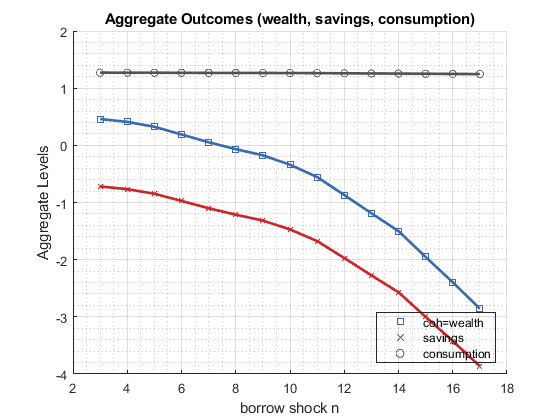 Aggregate Outcomes (wealth, savings, consumption)
2
1
0
-1
-2
-3
-4
Aggregate Levels
coh=wealth
savings
consumption
2 4 6 8 10 12 14 16 18
borrow shock n